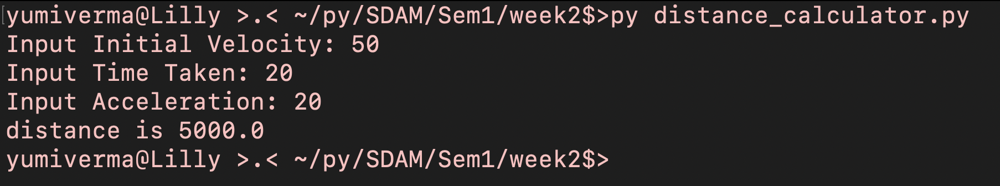 yumiverma@Lilly >.< ~/py/SDAM/Sem1/week2$>py distance_calculator.py
Input Initial Velocity: 50
Input Time Taken: 20
Input Acceleration: 20
distance is 5000.0
yumiverma@Lilly >.< ~/py/SDAM/Sem1/week2$>